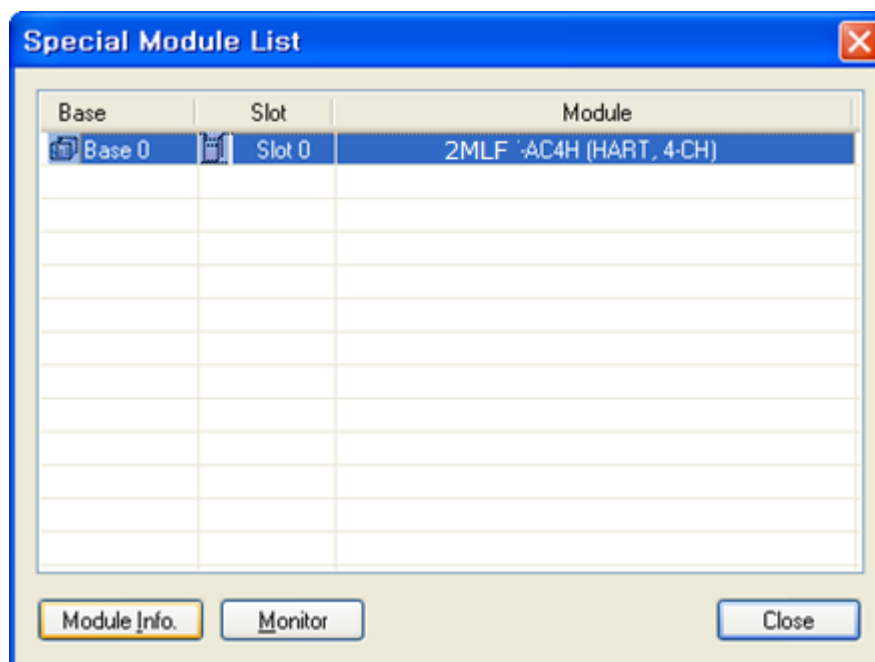 Special Module List
Base Slot Module
Base 0 Slot 0 2MLF -AC4H (HART, 4-CH)
Module Info. Monitor Close